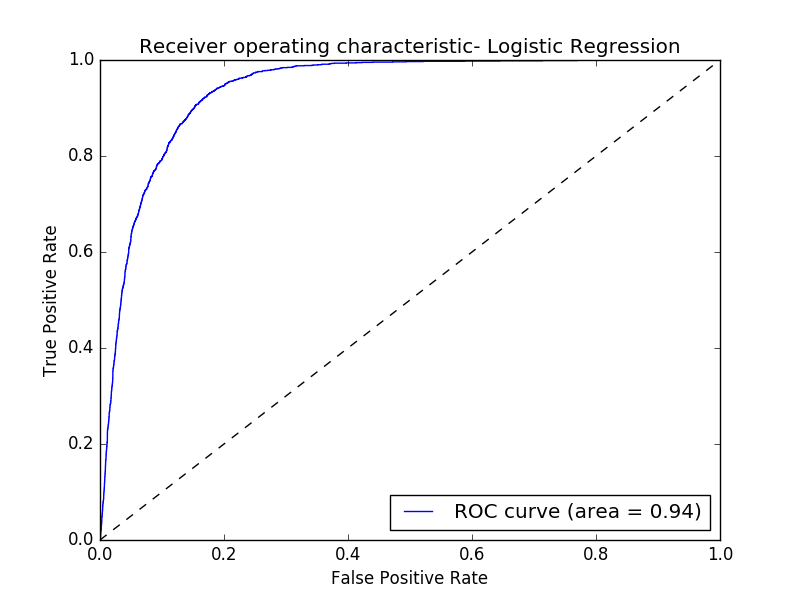 Receiver operating characteristic- Logistic Regression
1.0
0.8
0.6
0.4
0.2
0.0
True Positive Rate
ROC curve (area = 0.94)
0.0 0.2 0.4 0.6 0.8 1.0
False Positive Rate